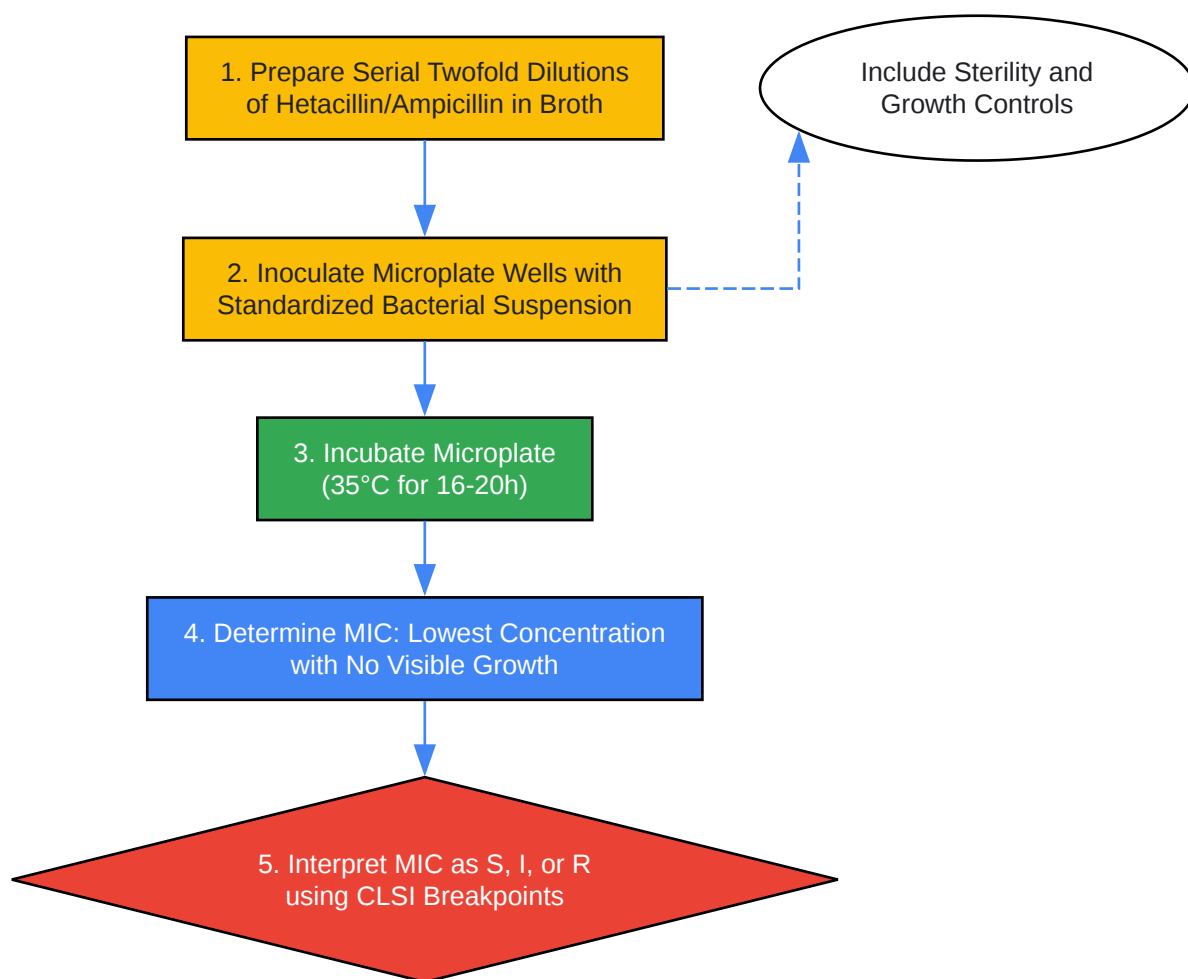 1. Prepare Serial Twofold Dilutions
of Hetacillin/Ampicillin in Broth
Include Sterility and
Growth Controls
2. Inoculate Microplate Wells with
Standardized Bacterial Suspension
3. Incubate Microplate
(35°C for 16-20h)
4. Determine MIC: Lowest Concentration
with No Visible Growth
5. Interpret MIC as S, I, or R
using CLSI Breakpoints